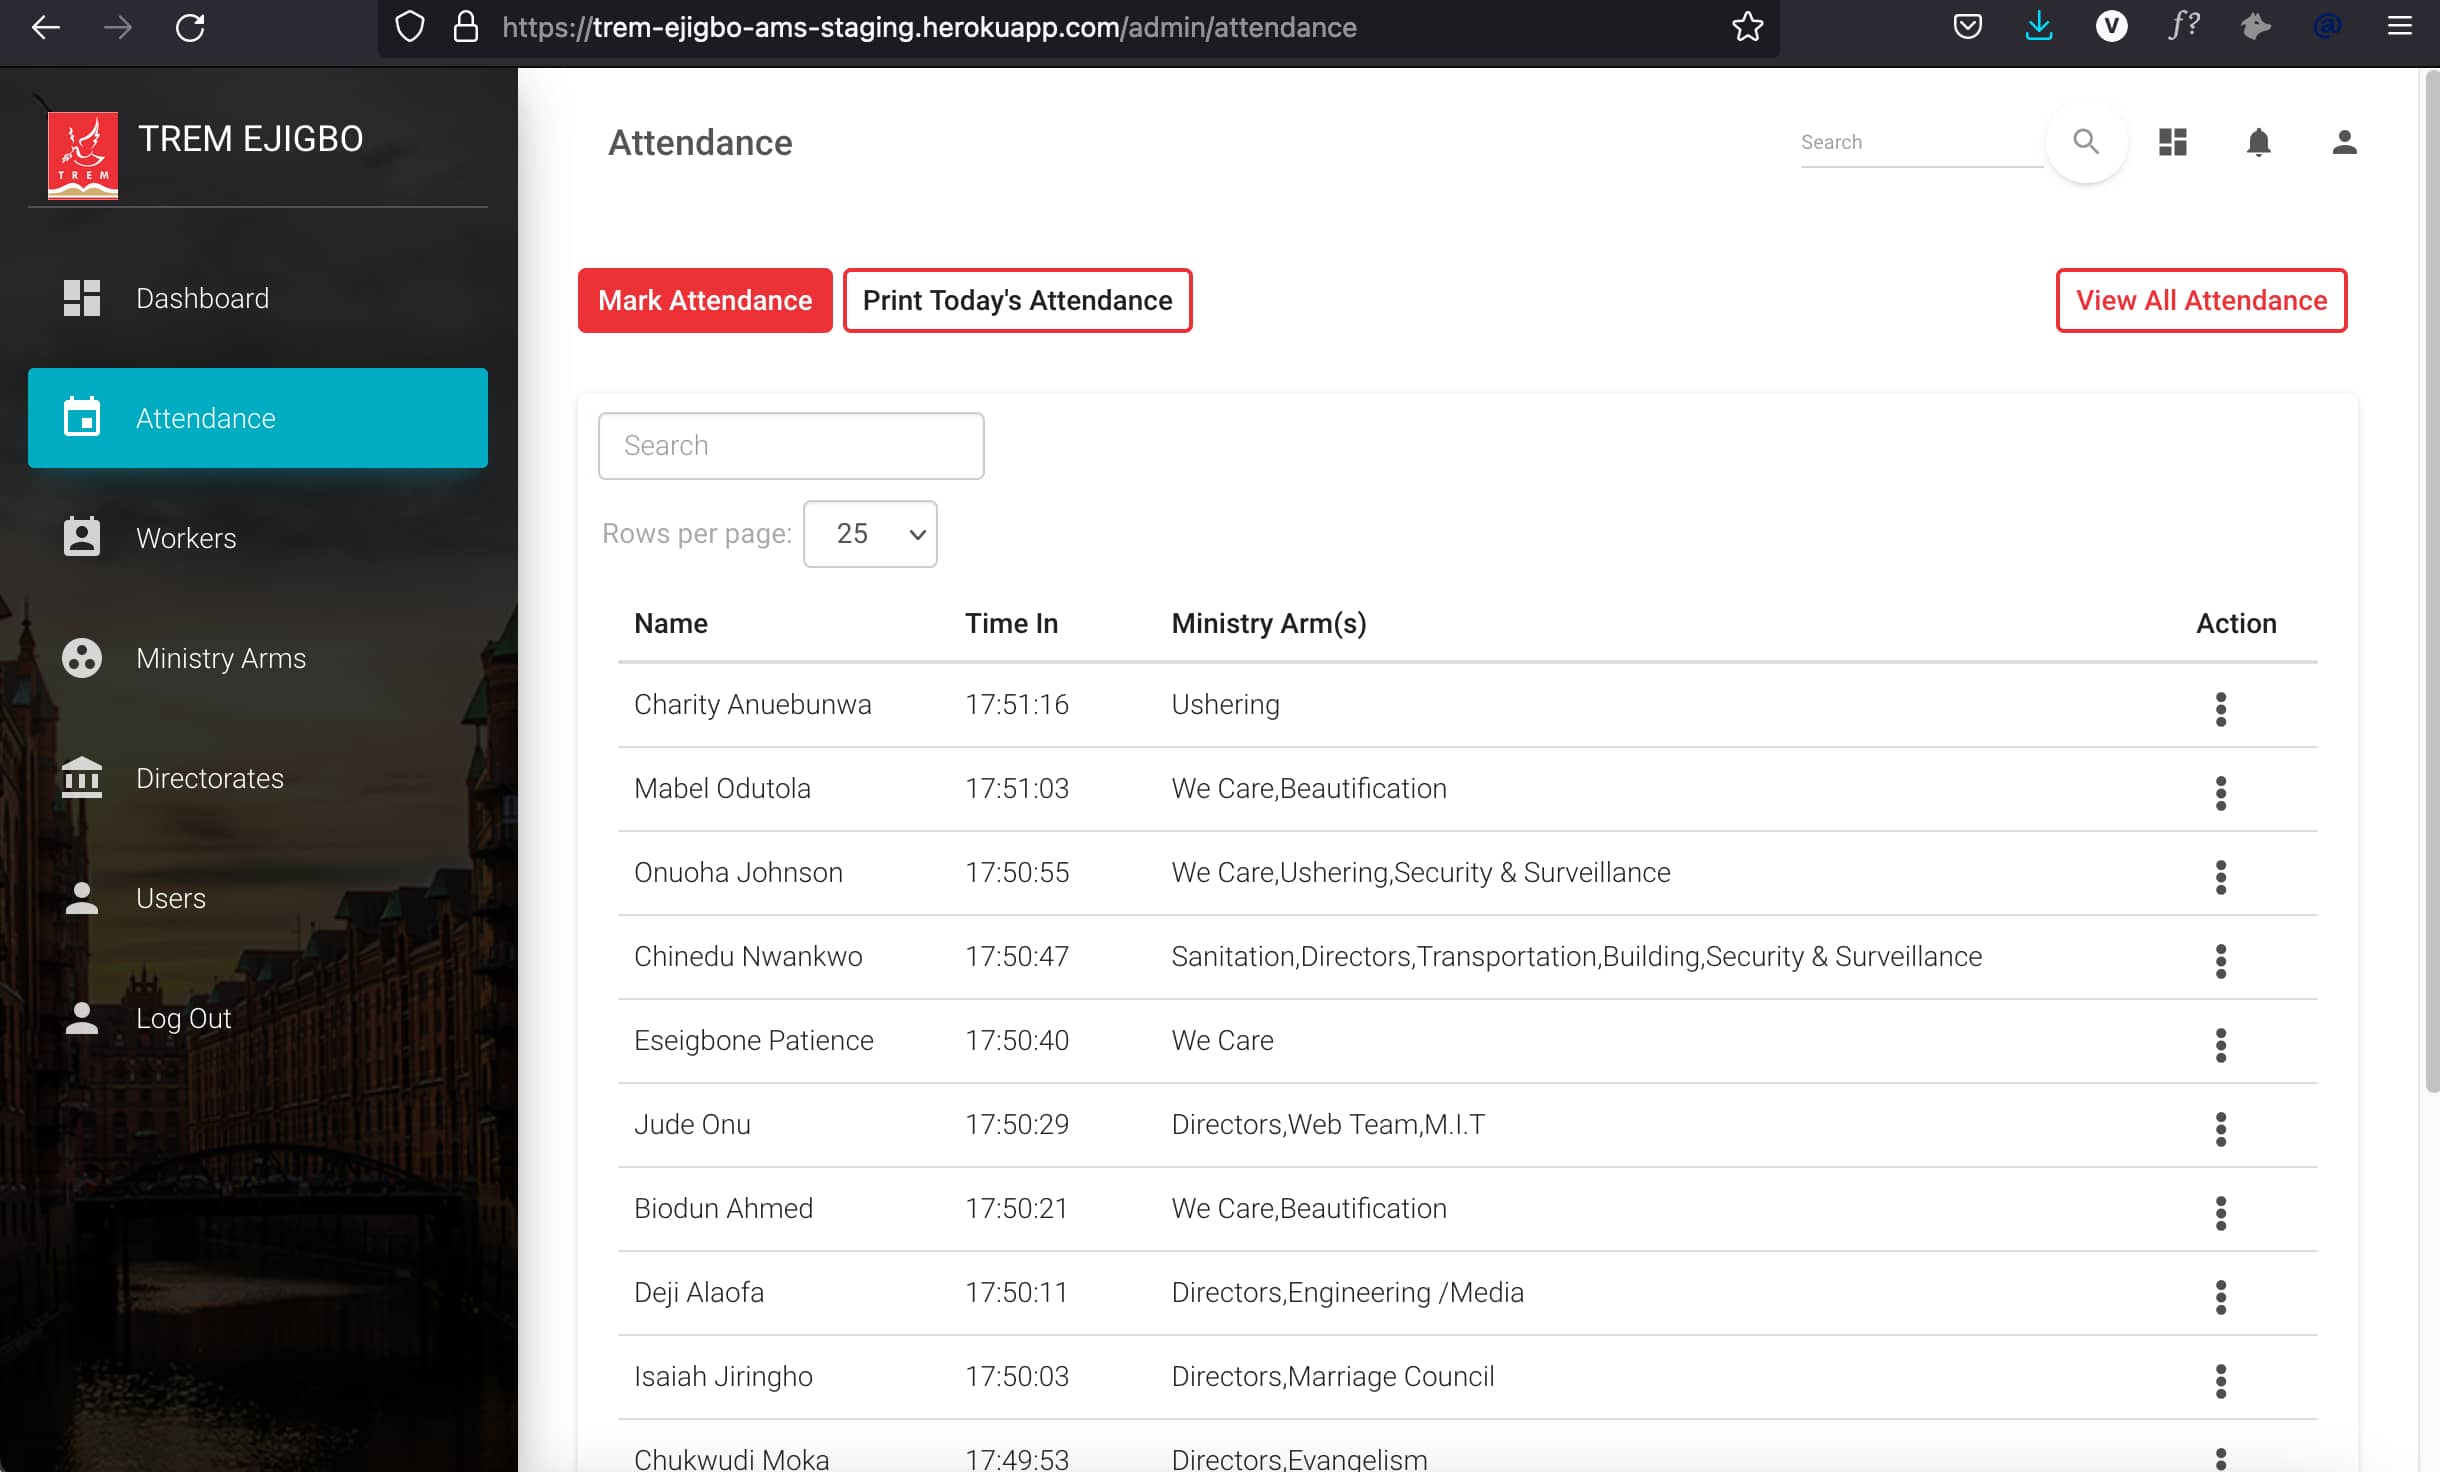 https://trem-ejigbo-ams-staging.herokuapp.com/admin/attendance
V
f?
@
TREM
TREM EJIGBO
Dashboard
Attendance
Workers
Ministry Arms
Directorates
Users
Log Out
Attendance
Search
Mark Attendance
Print Today's Attendance
View All Attendance
Search
Rows per page: 25
Name Time In Ministry Arm(s) Action
Charity Anuebunwa 17:51:16 Ushering
Mabel Odutola 17:51:03 We Care,Beautification
Onuoha Johnson 17:50:55 We Care,Ushering,Security & Surveillance
Chinedu Nwankwo 17:50:47 Sanitation,Directors,Transportation,Building,Security & Surveillance
Eseigbone Patience 17:50:40 We Care
Jude Onu 17:50:29 Directors,Web Team,M.I.T
Biodun Ahmed 17:50:21 We Care,Beautification
Deji Alaofa 17:50:11 Directors,Engineering /Media
Isaiah Jiringho 17:50:03 Directors,Marriage Council
Chukwudi Moka 17:49:53 Directors,Evangelism